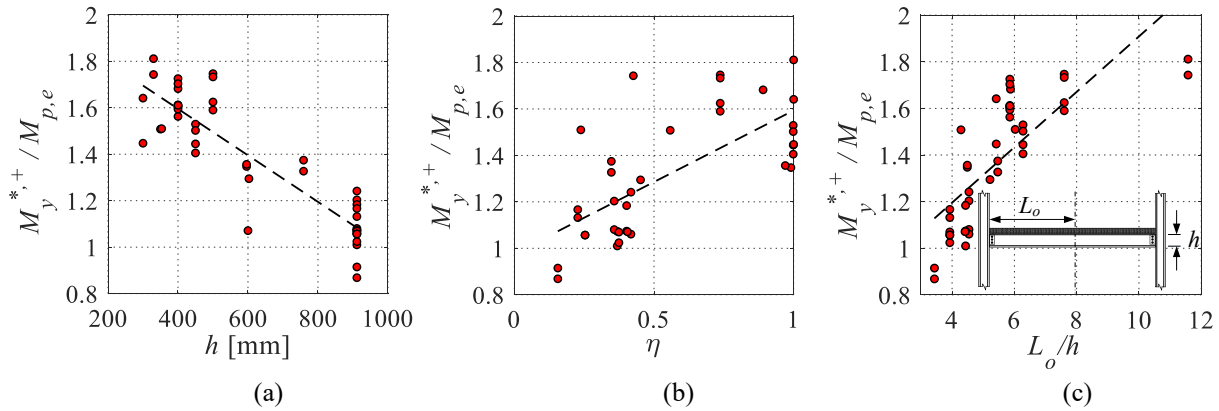 2
1.8
1.6
1.4
1.2
1
0.8
200 400 600 800 1000
h [mm]
M_y^{*,+}/M_{p,e}
(a)
2
1.8
1.6
1.4
1.2
1
0.8
0 0.5 1
η
M_y^{*,+}/M_{p,e}
(b)
2
1.8
1.6
1.4
1.2
1
0.8
4 6 8 10 12
L_o/h
M_y^{*,+}/M_{p,e}
L_o
h
(c)